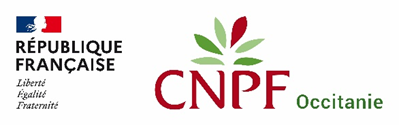 RÉPUBLIQUE
FRANÇAISE
Liberté
Égalité
Fraternité
CNPF Occitanie